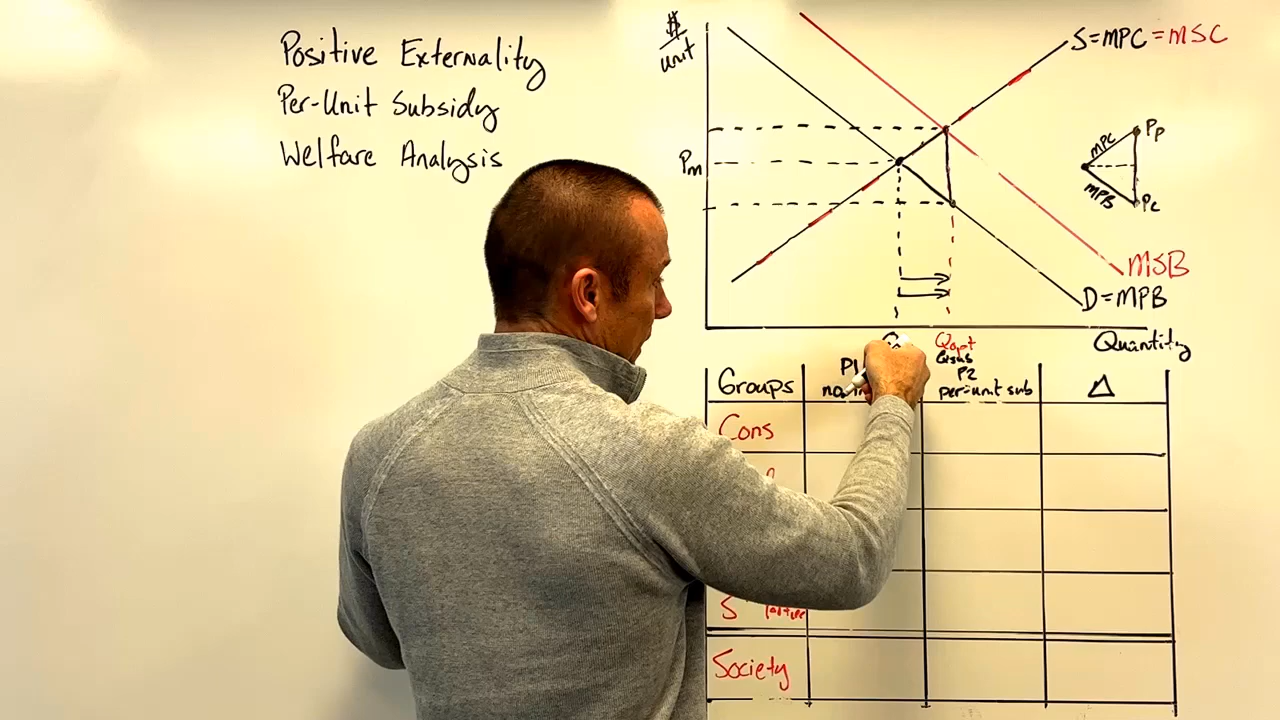 Positive Externality
Per-Unit Subsidy
Welfare Analysis
$/unit
S=MPC=MSC
Pm
MPC
Pp
MPB
Pc
MSB
D=MPB
Quantity
Qopt
Groups
P1
P2
per-unit sub
Δ
Cons
Society